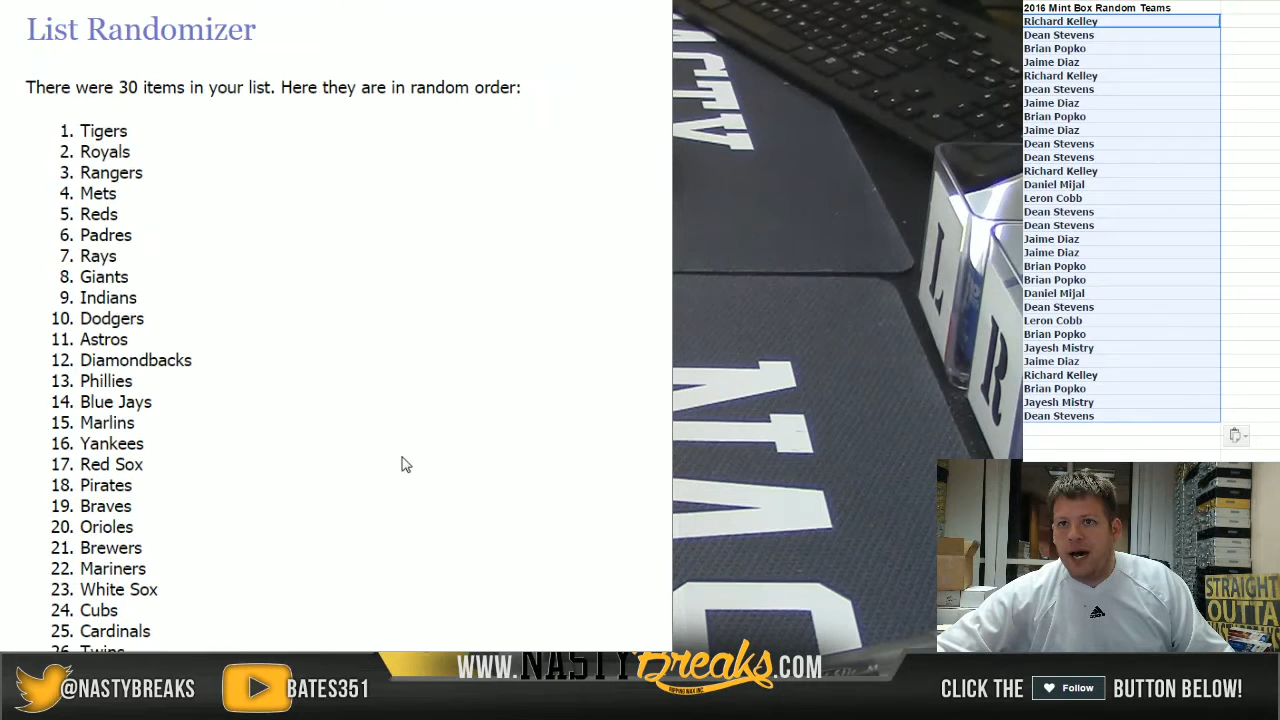 List Randomizer
There were 30 items in your list. Here they are in random order:
1. Tigers
2. Royals
3. Rangers
4. Mets
5. Reds
6. Padres
7. Rays
8. Giants
9. Indians
10. Dodgers
11. Astros
12. Diamondbacks
13. Phillies
14. Blue Jays
15. Marlins
16. Yankees
17. Red Sox
18. Pirates
19. Braves
20. Orioles
21. Brewers
22. Mariners
23. White Sox
24. Cubs
25. Cardinals
26. Twins
2016 Mint Box Random Teams
Richard Kelley
Dean Stevens
Brian Popko
Jaime Diaz
Richard Kelley
Dean Stevens
Jaime Diaz
Brian Popko
Jaime Diaz
Dean Stevens
Dean Stevens
Richard Kelley
Daniel Mijal
Leron Cobb
Dean Stevens
Dean Stevens
Jaime Diaz
Jaime Diaz
Brian Popko
Brian Popko
Daniel Mijal
Dean Stevens
Leron Cobb
Brian Popko
Jayesh Mistry
Jaime Diaz
Richard Kelley
Brian Popko
Jayesh Mistry
Dean Stevens
L
R
STRAIGHT
OUTTA
@NASTYBREAKS
BATES351
WWW.NASTYBreaks.COM
RIPPING WAX INC.
CLICK THE Follow BUTTON BELOW!